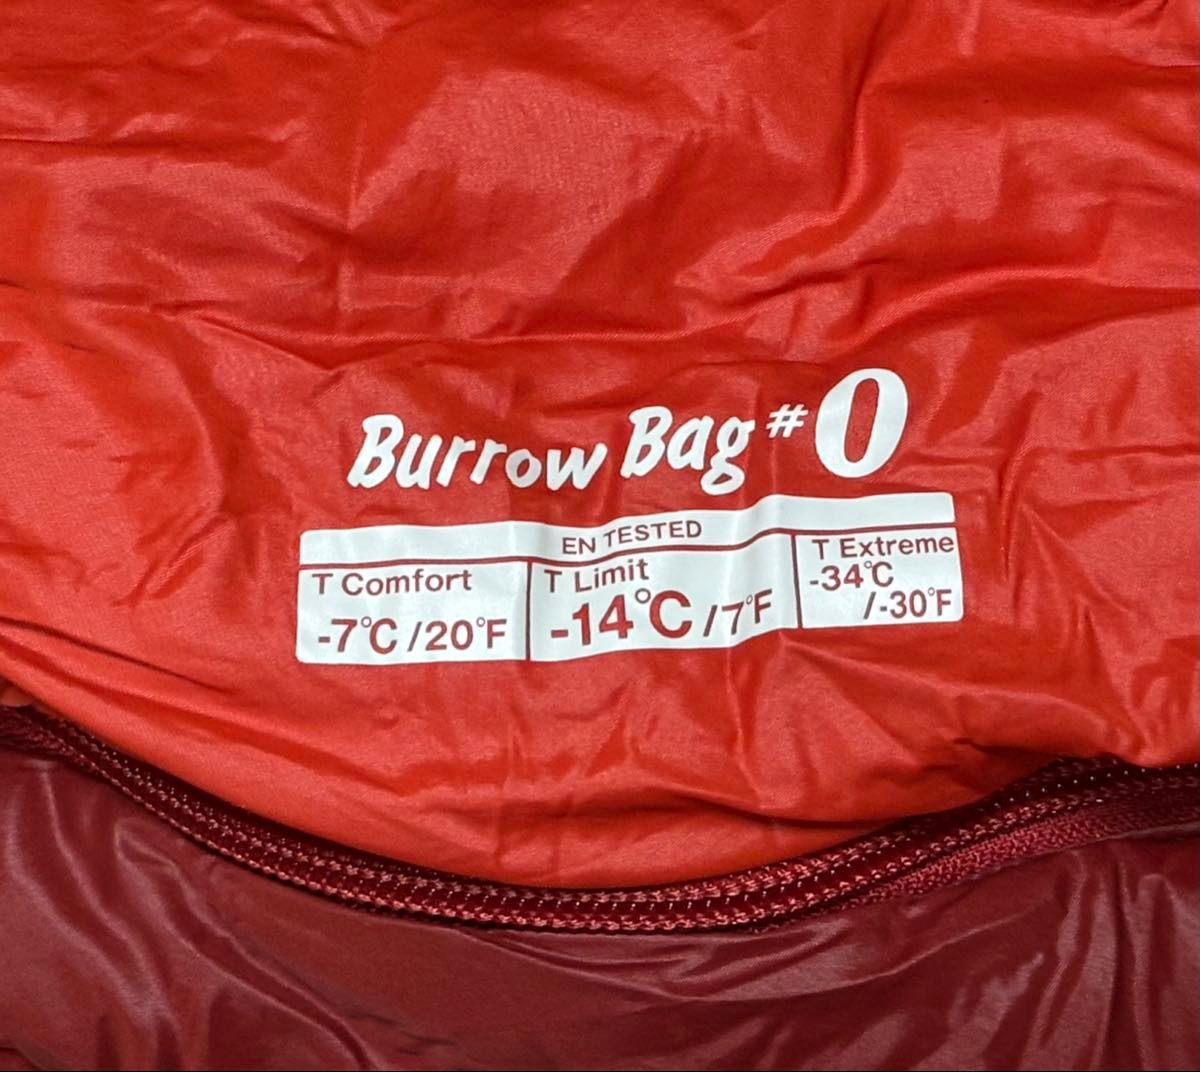 Burrow Bag #0
EN TESTED
T Comfort
-7℃/20°F
T Limit
-14℃/7°F
T Extreme
-34℃
/-30°F